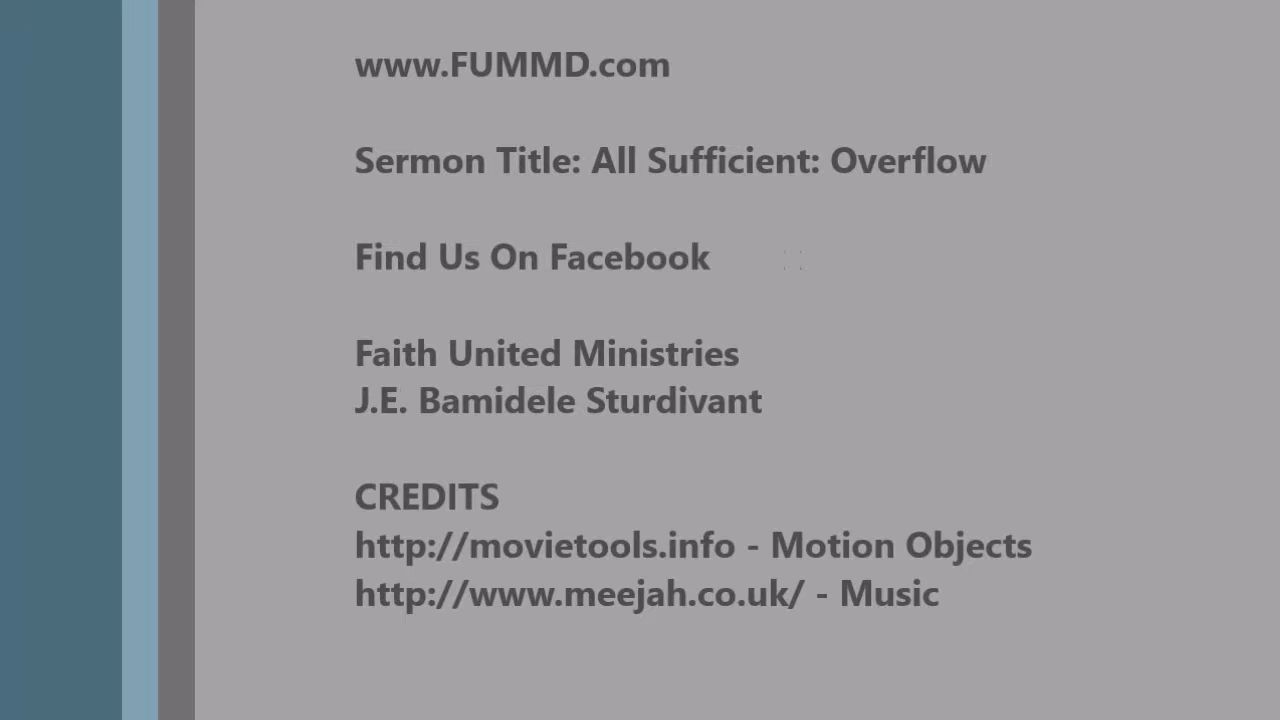 www.FUMMD.com
Sermon Title: All Sufficient: Overflow
Find Us On Facebook
Faith United Ministries
J.E. Bamidele Sturdivant
CREDITS
http://movietools.info - Motion Objects
http://www.meejah.co.uk/ - Music